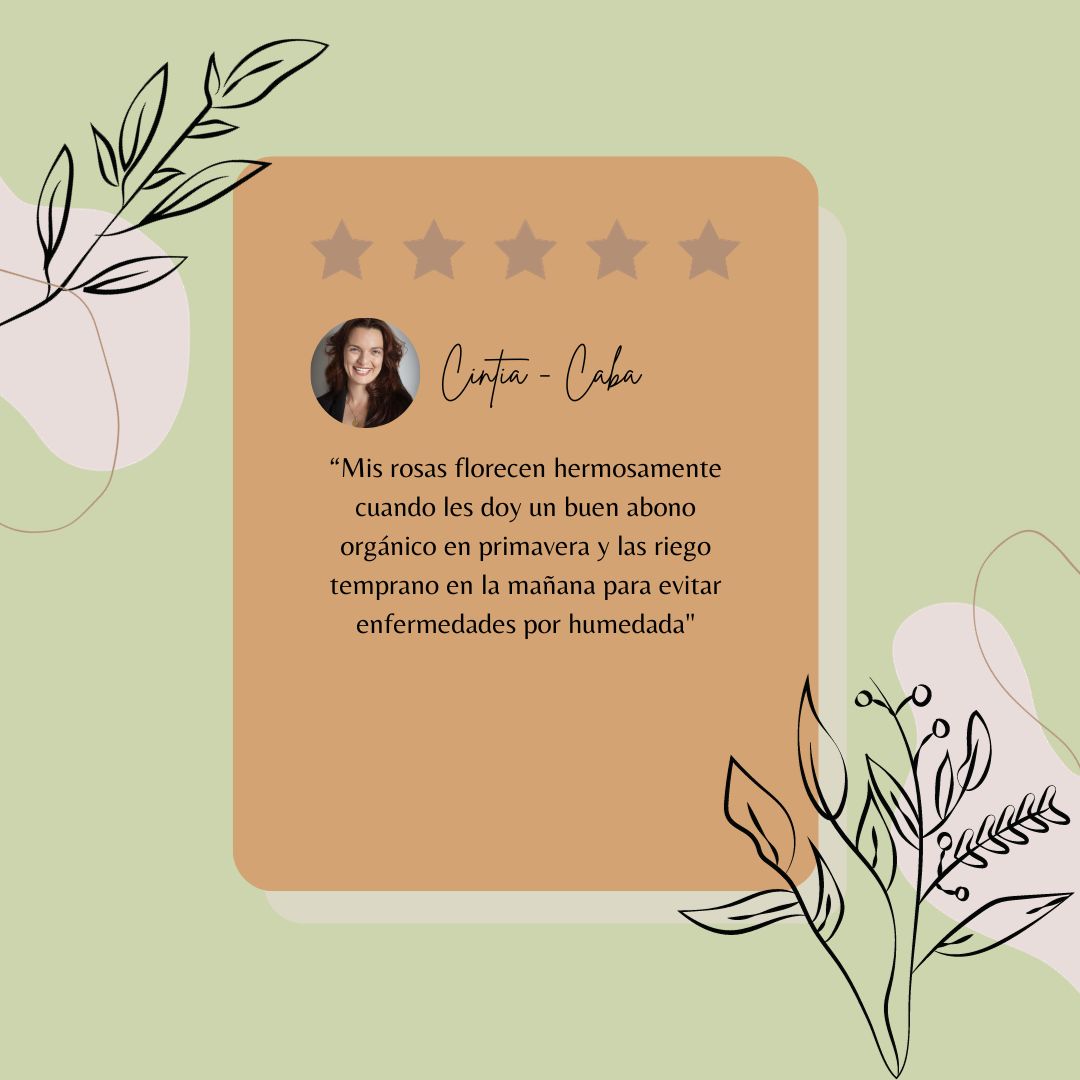 Cintia - Caba
“Mis rosas florecen hermosamente
cuando les doy un buen abono
orgánico en primavera y las riego
temprano en la mañana para evitar
enfermedades por humedada"